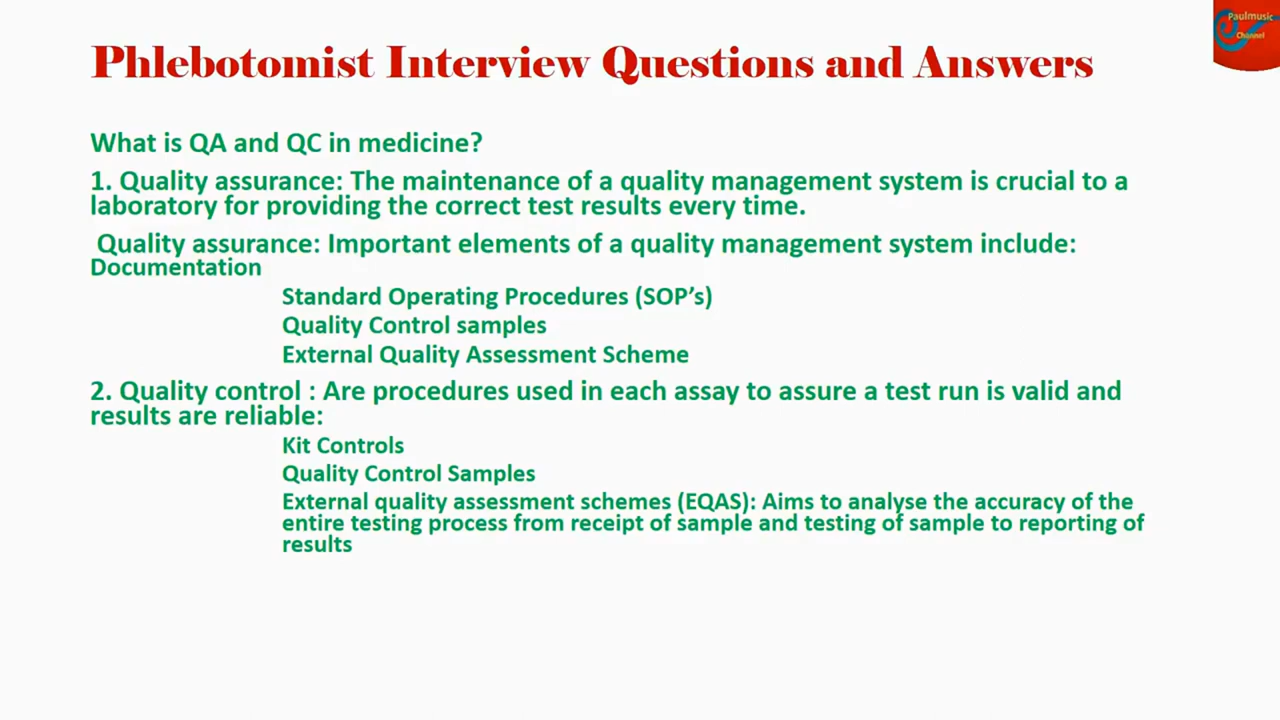 Paulmusic
Channel
Phlebotomist Interview Questions and Answers
What is QA and QC in medicine?
1. Quality assurance: The maintenance of a quality management system is crucial to a
laboratory for providing the correct test results every time.
Quality assurance: Important elements of a quality management system include:
Documentation
Standard Operating Procedures (SOP’s)
Quality Control samples
External Quality Assessment Scheme
2. Quality control : Are procedures used in each assay to assure a test run is valid and
results are reliable:
Kit Controls
Quality Control Samples
External quality assessment schemes (EQAS): Aims to analyse the accuracy of the
entire testing process from receipt of sample and testing of sample to reporting of
results